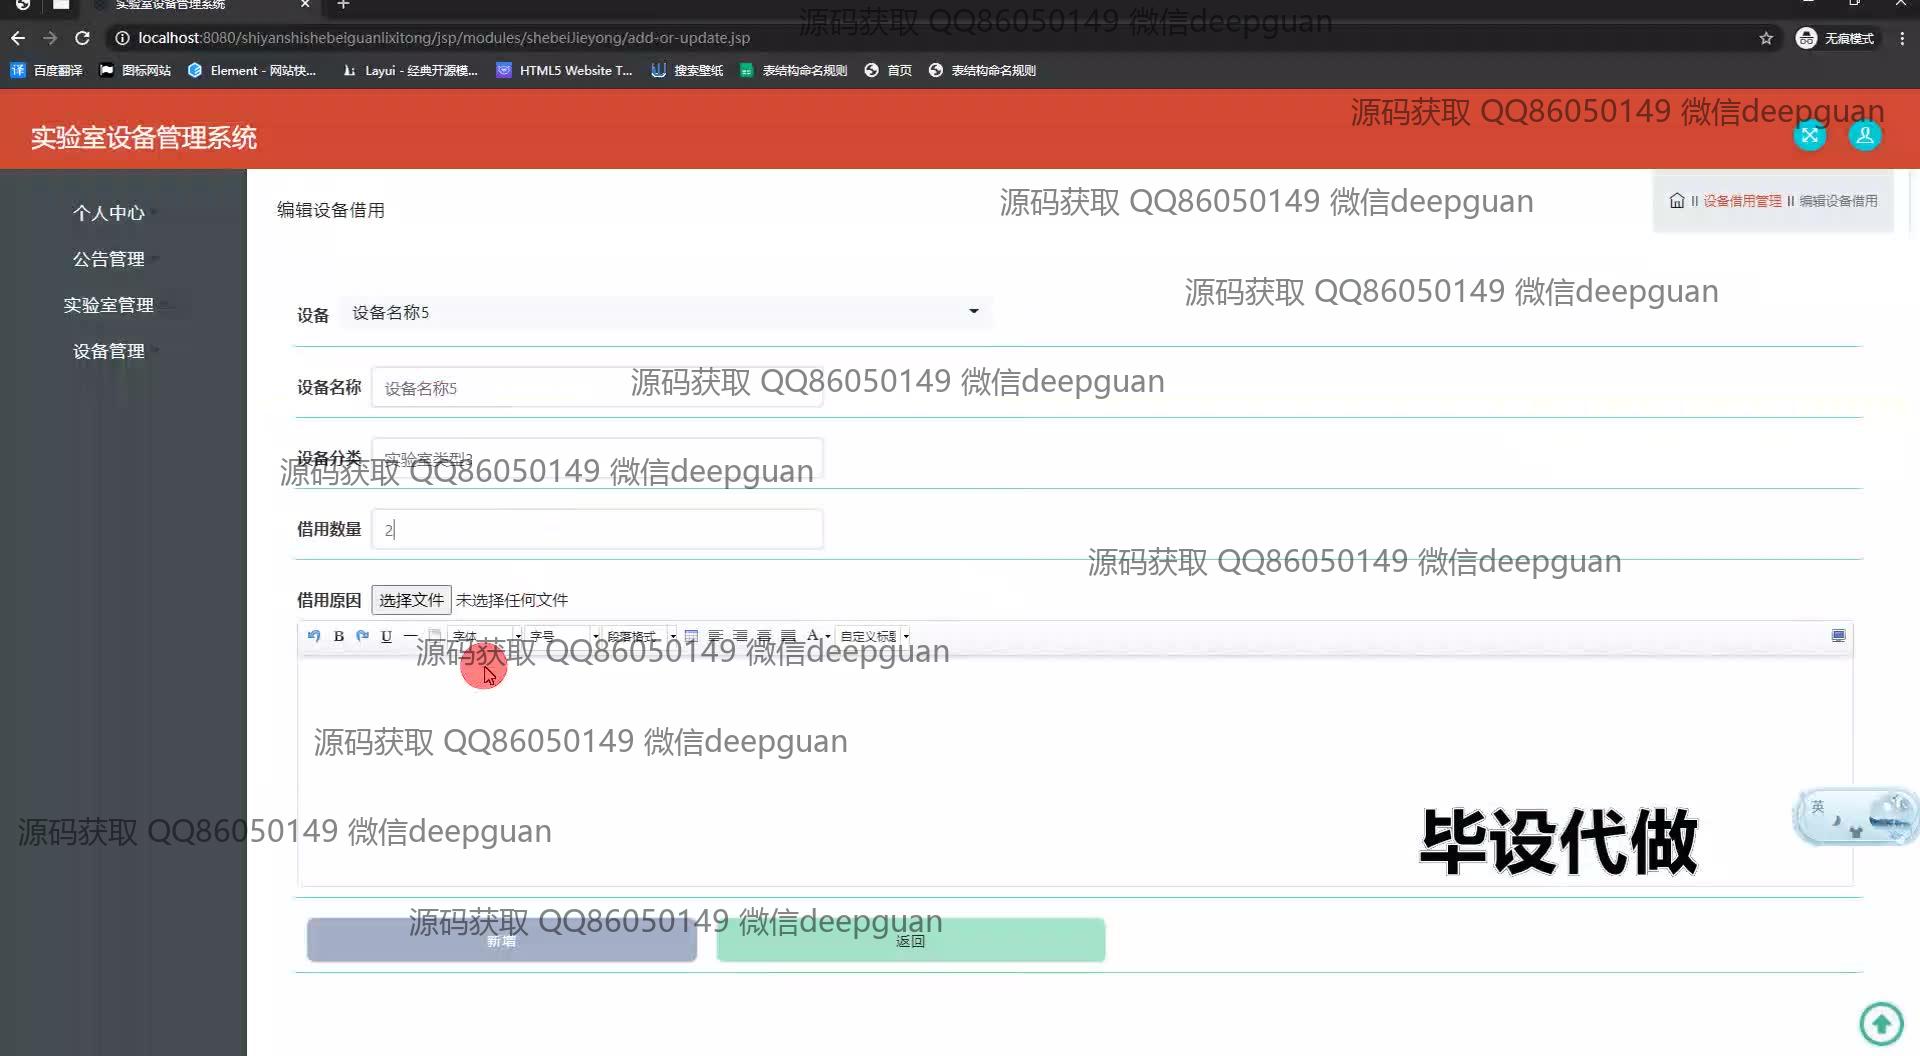 实验室设备管理系统
源码获取 QQ86050149 微信deepguan
localhost:8080/shiyanshishebeiguanlixitong/jsp/modules/shebeiJieyong/add-or-update.jsp
无痕模式
百度翻译 图标网站 Element - 网站快... Layui - 经典开源模... HTML5 Website T... 搜索壁纸 表结构命名规则 首页 表结构命名规则
源码获取 QQ86050149 微信deepguan
实验室设备管理系统
个人中心
公告管理
实验室管理
设备管理
编辑设备借用
源码获取 QQ86050149 微信deepguan
设备借用管理 编辑设备借用
源码获取 QQ86050149 微信deepguan
设备 设备名称5
设备名称 设备名称5
源码获取 QQ86050149 微信deepguan
设备分类 实验室类型3
源码获取 QQ86050149 微信deepguan
借用数量 2
源码获取 QQ86050149 微信deepguan
借用原因 选择文件 未选择任何文件
B U 字体 字号 段落格式 A 自定义标题
源码获取 QQ86050149 微信deepguan
源码获取 QQ86050149 微信deepguan
英
源码获取 QQ86050149 微信deepguan
毕设代做
源码获取 QQ86050149 微信deepguan
新增 返回